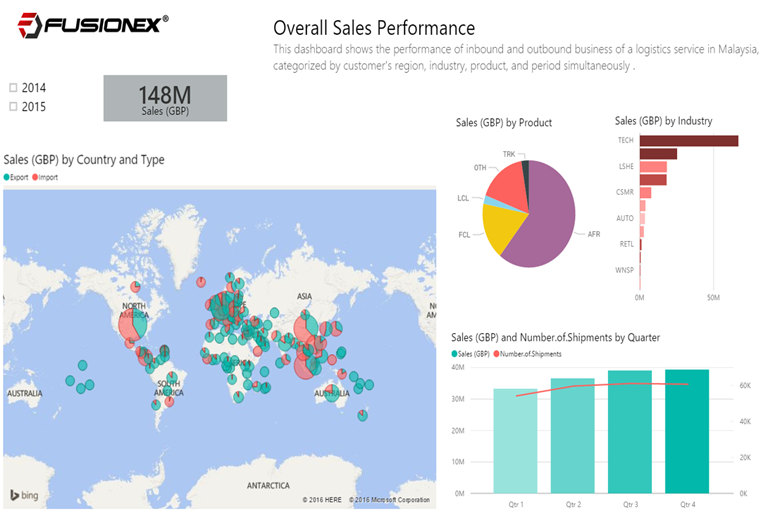 FUSIONEX®
Overall Sales Performance
This dashboard shows the performance of inbound and outbound business of a logistics service in Malaysia,
categorized by customer's region, industry, product, and period simultaneously .
2014
2015
148M
Sales (GBP)
Sales (GBP) by Country and Type
Export Import
NORTH
AMERICA
ASIA
SOUTH
AMERICA
AUSTRALIA
AUSTRALIA
ANTARCTICA
bing
© 2016 HERE © 2016 Microsoft Corporation
Sales (GBP) by Product
TRK
OTH
LCL
FCL
AFR
Sales (GBP) by Industry
TECH
LSHE
CSMR
AUTO
RETL
WNSP
0M 50M
Sales (GBP) and Number.of.Shipments by Quarter
Sales (GBP) Number.of.Shipments
40M
30M
20M
10M
0M
60K
40K
20K
0K
Qtr 1 Qtr 2 Qtr 3 Qtr 4